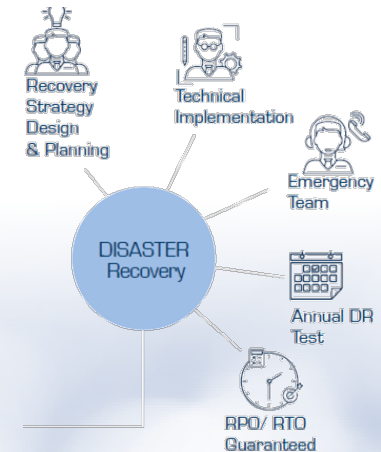 Recovery
Strategy
Design
& Planning
Technical
Implementation
Emergency
Team
DISASTER
Recovery
Annual DR
Test
RPO/ RTO
Guaranteed